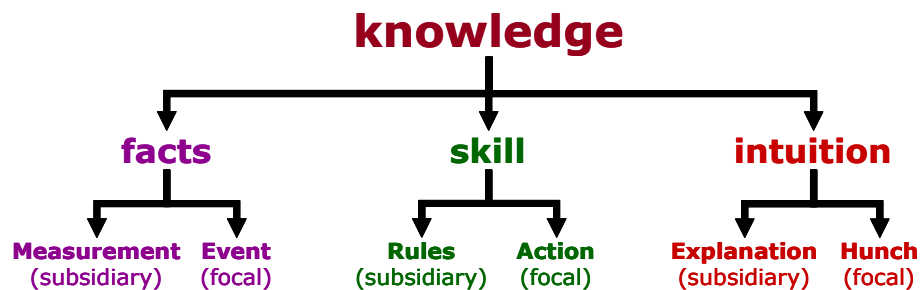 knowledge
facts skill intuition
Measurement Event Rules Action Explanation Hunch
(subsidiary) (focal) (subsidiary) (focal) (subsidiary) (focal)